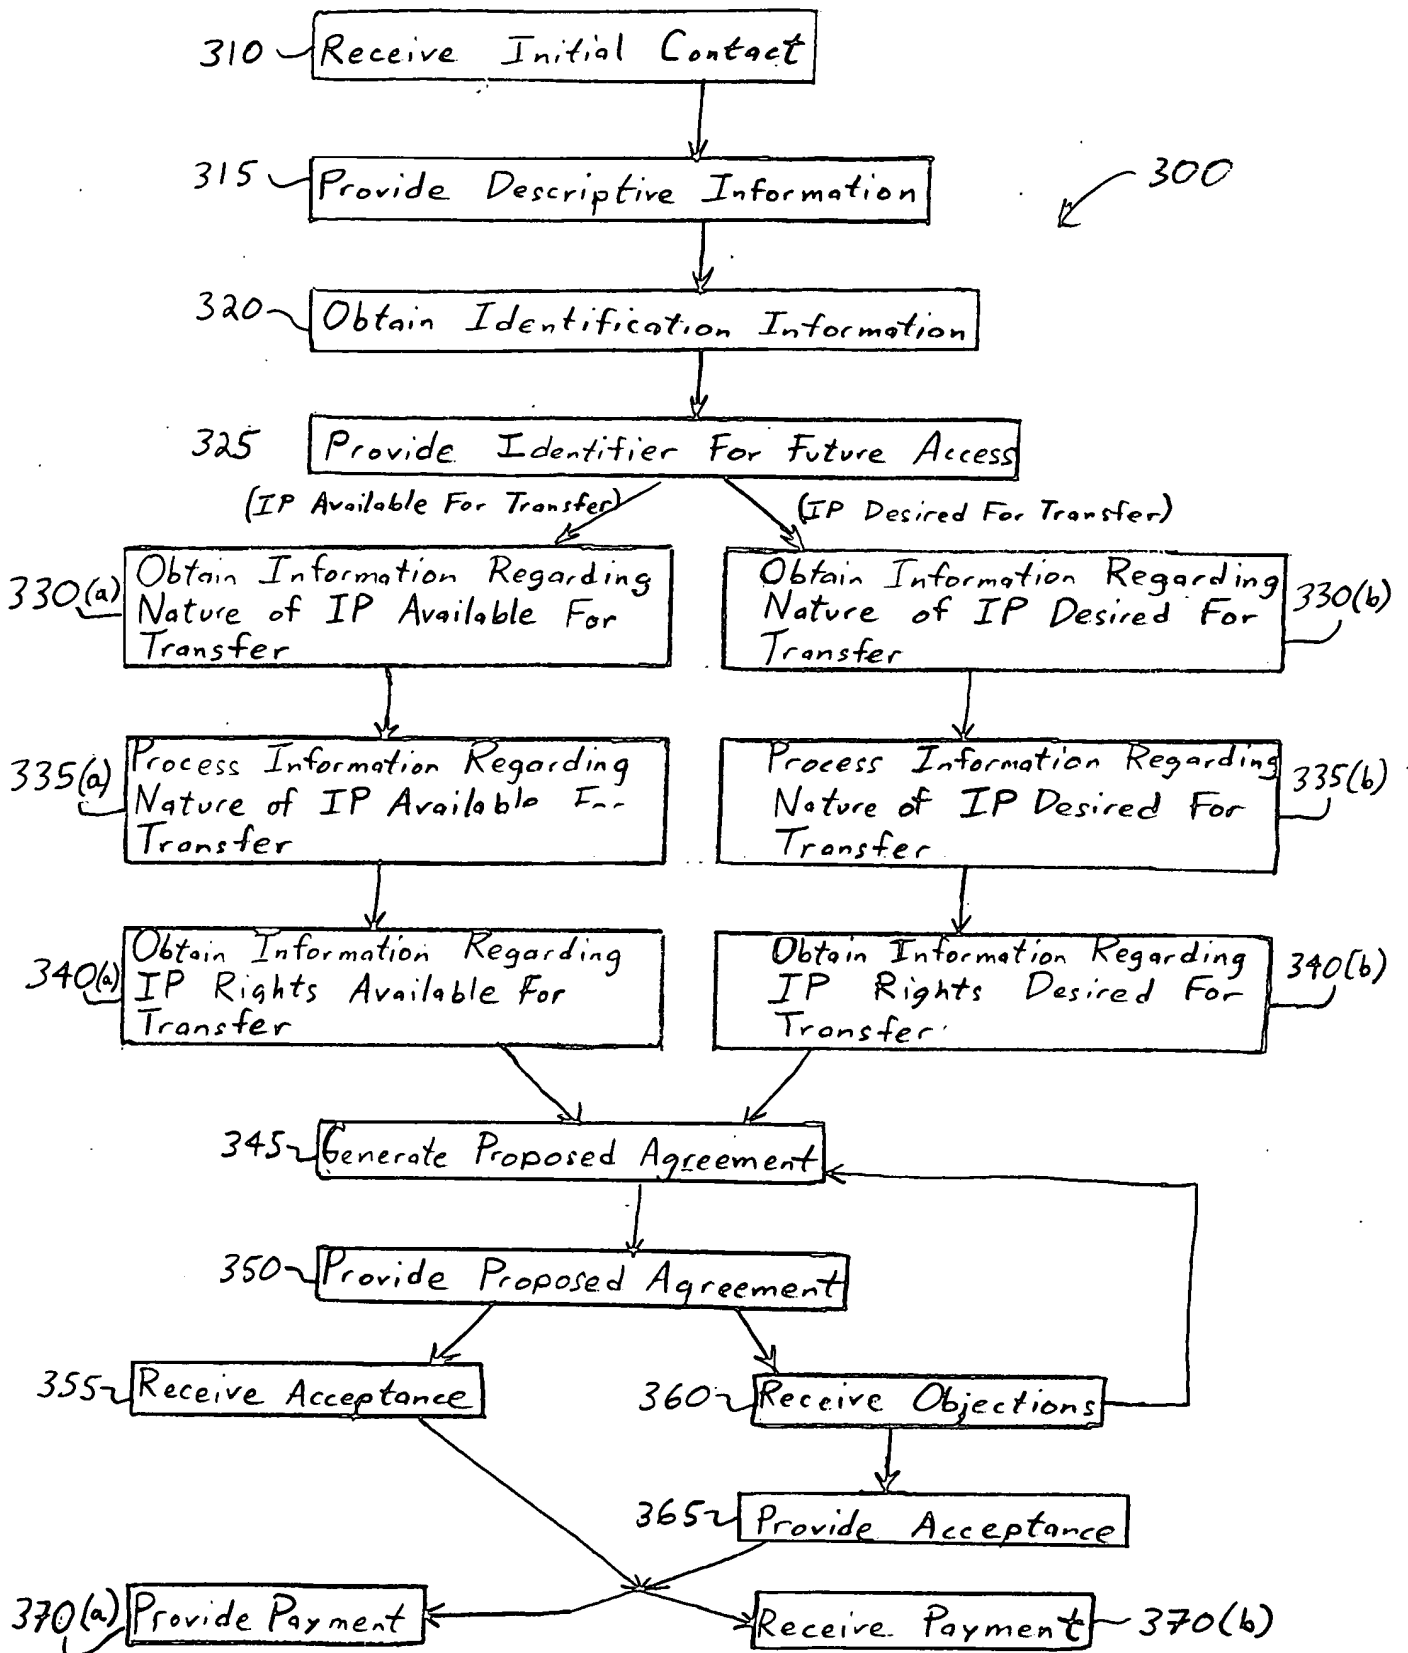 310 Receive Initial Contact
315 Provide Descriptive Information
300
320 Obtain Identification Information
325 Provide Identifier For Future Access
(IP Available For Transfer)
(IP Desired For Transfer)
330(a)
Obtain Information Regarding
Nature of IP Available For
Transfer
Obtain Information Regarding
Nature of IP Desired For
Transfer
330(b)
335(a)
Process Information Regarding
Nature of IP Available
Transfer
Process Information Regarding
Nature of IP Desired For
Transfer
335(b)
340(a)
Obtain Information Regarding
IP Rights Available For
Transfer
Obtain Information Regarding
IP Rights Desired For
Transfer
340(b)
345 Generate Proposed Agreement
350 Provide Proposed Agreement
355 Receive Acceptance
360 Receive Objections
365 Provide Acceptance
370(a) Provide Payment
Receive Payment 370(b)